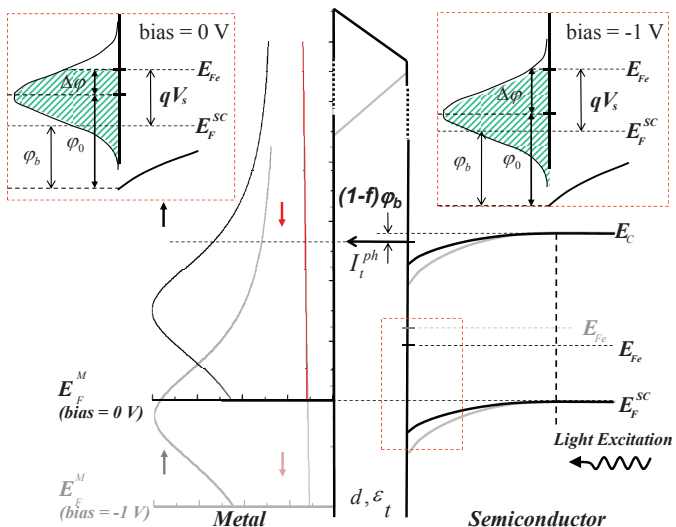 bias = 0 V
E_Fe
Δφ
qV_s
E_F^SC
φ_b
φ_0
bias = -1 V
E_Fe
Δφ
qV_s
E_F^SC
φ_b
φ_0
(1-f)φ_b
I_t^ph
E_C
E_Fe
E_Fe
E_F^M
(bias = 0 V)
E_F^SC
Light Excitation
E_F^M
(bias = -1 V)
d, ε_t
Metal
Semiconductor